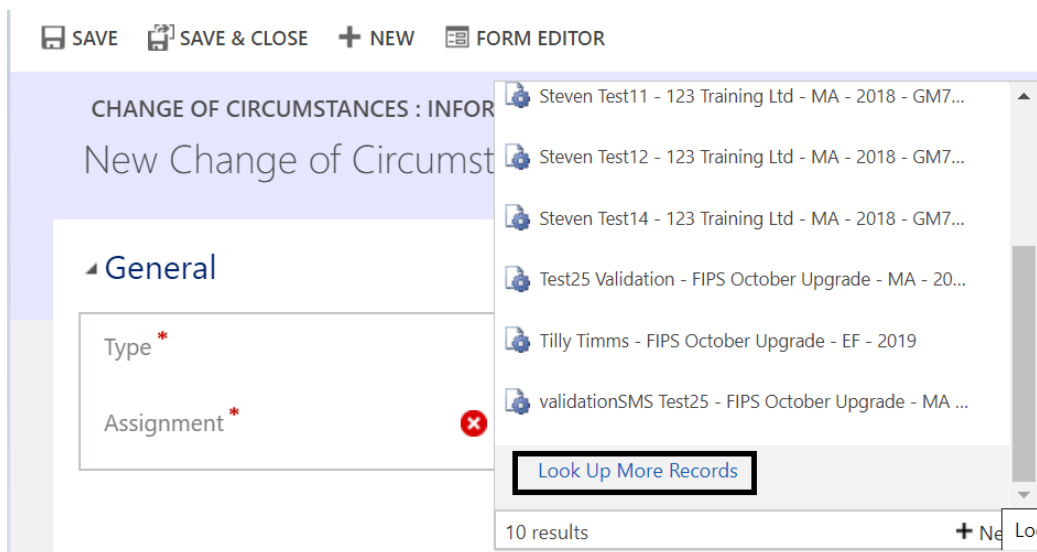 SAVE SAVE & CLOSE NEW FORM EDITOR
CHANGE OF CIRCUMSTANCES : INFOR
New Change of Circumst
General
Type *
Assignment *
Steven Test11 - 123 Training Ltd - MA - 2018 - GM7...
Steven Test12 - 123 Training Ltd - MA - 2018 - GM7...
Steven Test14 - 123 Training Ltd - MA - 2018 - GM7...
Test25 Validation - FIPS October Upgrade - MA - 20...
Tilly Timms - FIPS October Upgrade - EF - 2019
validationSMS Test25 - FIPS October Upgrade - MA ...
Look Up More Records
10 results + Ne